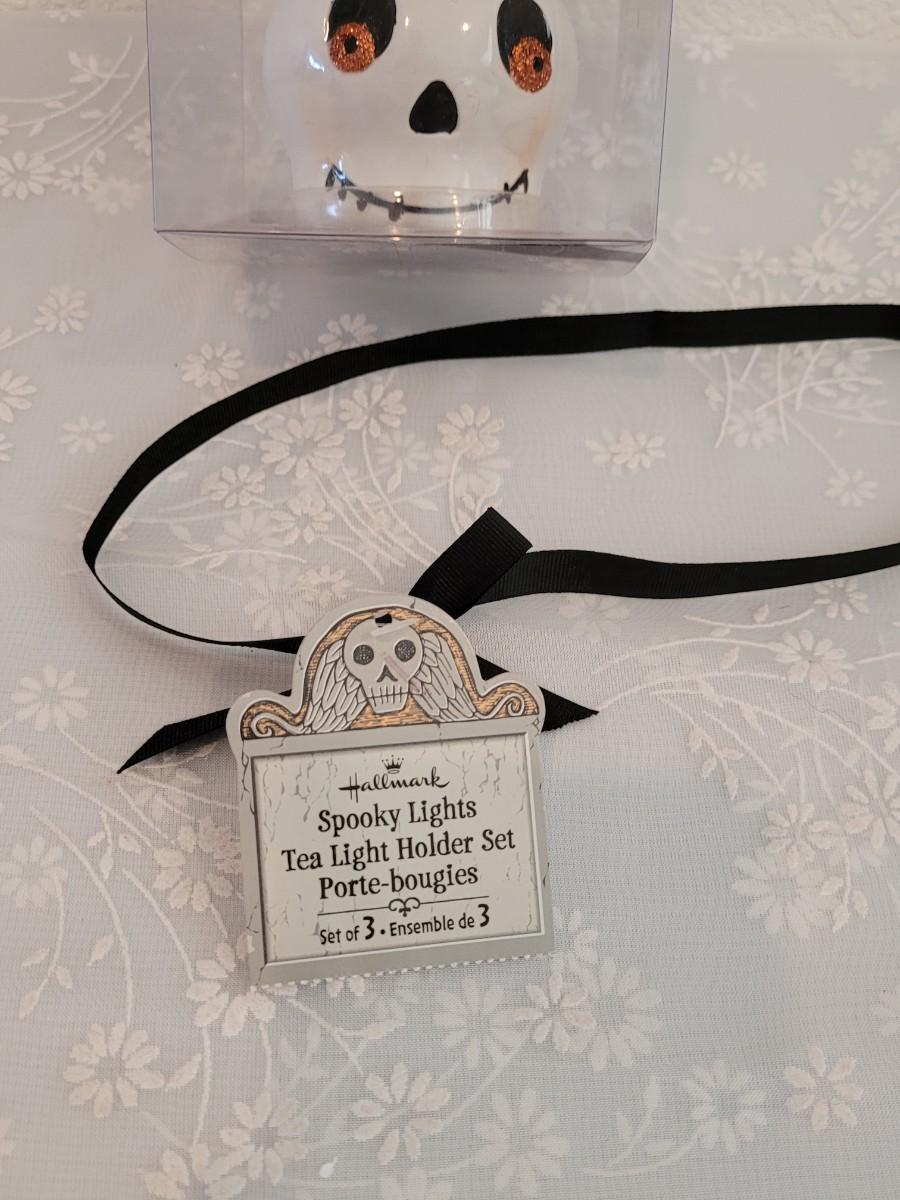 Hallmark
Spooky Lights
Tea Light Holder Set
Porte-bougies
Set of 3 • Ensemble de 3